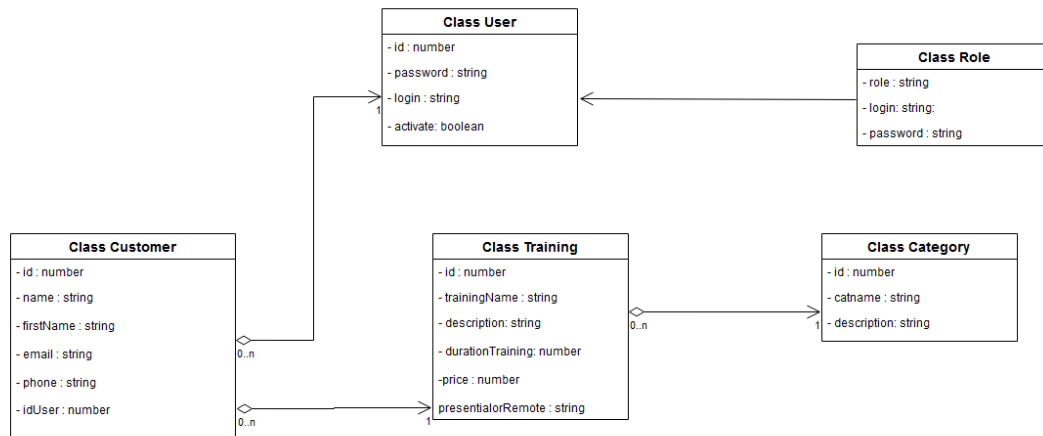 Class User
- id : number
- password : string
- login : string
- activate: boolean
1
Class Role
- role : string
- login: string:
- password : string
Class Customer
- id : number
- name : string
- firstName : string
- email : string
- phone : string
- idUser : number
0..n
0..n
Class Training
- id : number
- trainingName : string
- description: string
- durationTraining: number
-price : number
presentialorRemote : string
1
0..n
Class Category
- id : number
- catname : string
- description: string
1